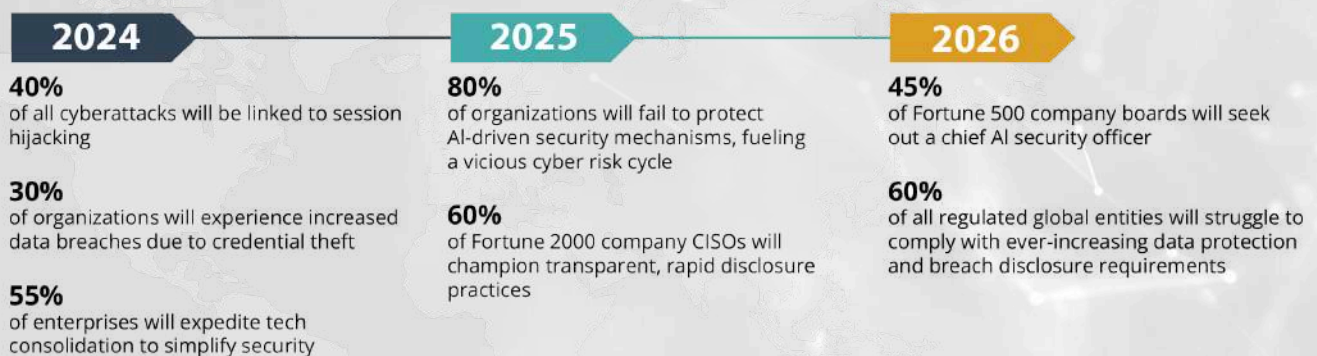 2024
40%
of all cyberattacks will be linked to session
hijacking
30%
of organizations will experience increased
data breaches due to credential theft
55%
of enterprises will expedite tech
consolidation to simplify security
2025
80%
of organizations will fail to protect
AI-driven security mechanisms, fueling
a vicious cyber risk cycle
60%
of Fortune 2000 company CISOs will
champion transparent, rapid disclosure
practices
2026
45%
of Fortune 500 company boards will seek
out a chief AI security officer
60%
of all regulated global entities will struggle to
comply with ever-increasing data protection
and breach disclosure requirements